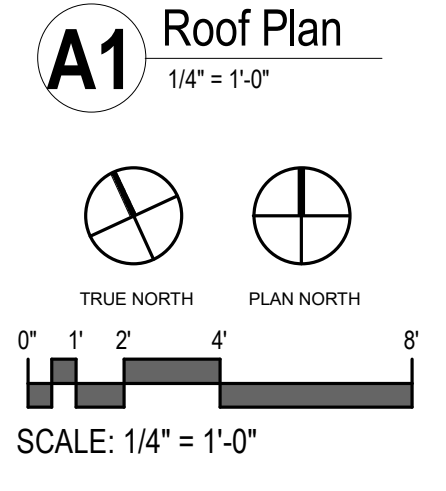 A1
Roof Plan
1/4" = 1'-0"
TRUE NORTH PLAN NORTH
0" 1' 2' 4' 8'
SCALE: 1/4" = 1'-0"